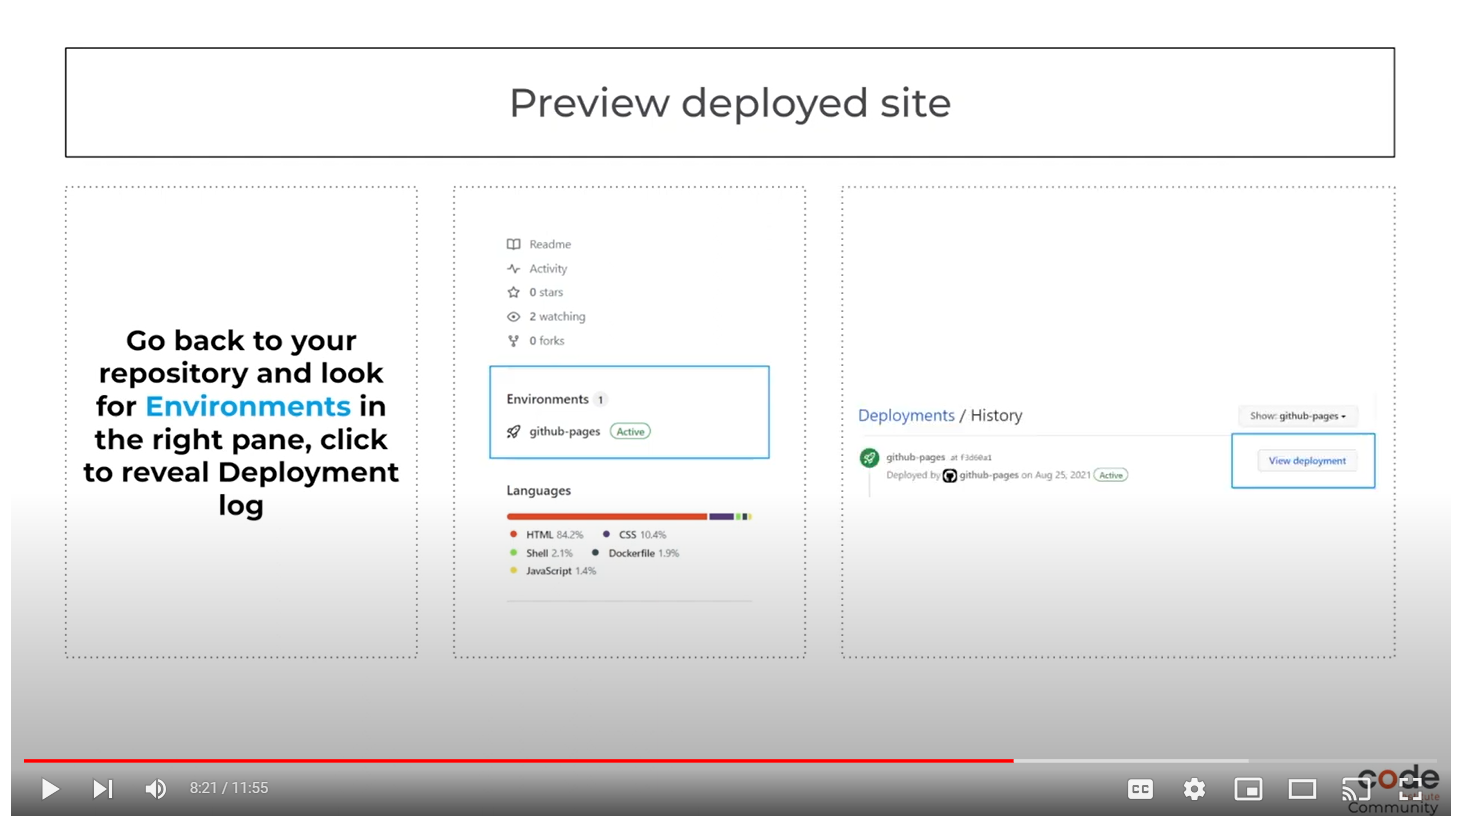 Preview deployed site
Go back to your
repository and look
for Environments in
the right pane, click
to reveal Deployment
log
Readme
Activity
0 stars
2 watching
0 forks
Environments 1
github-pages Active
Languages
HTML 84.2% CSS 10.4%
Shell 2.1% Dockerfile 1.9%
JavaScript 1.4%
Deployments / History
Show: github-pages
github-pages at f3d60a1
View deployment
Deployed by github-pages on Aug 25, 2021 Active
8:21 / 11:55
CC
code
Community